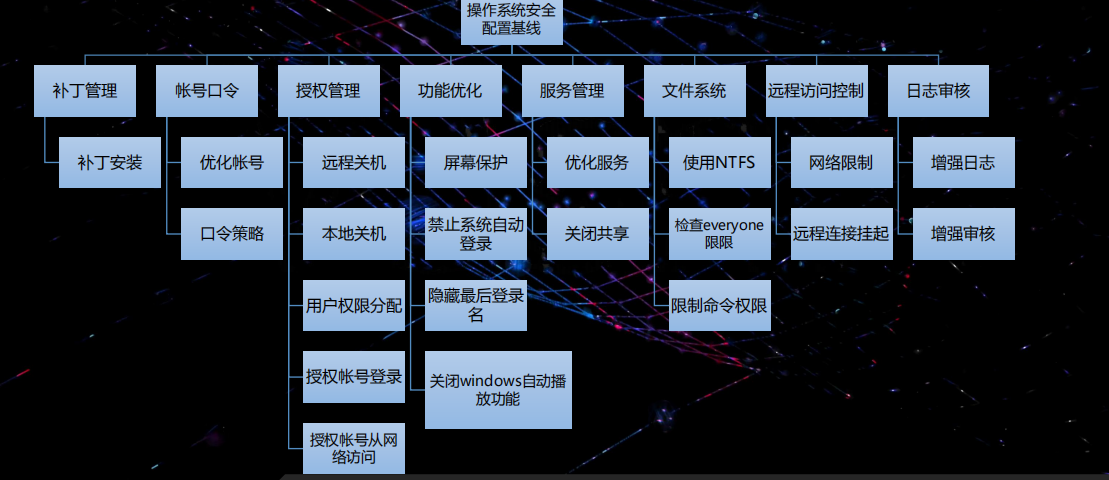 操作系统安全
配置基线
补丁管理
帐号口令
授权管理
功能优化
服务管理
文件系统
远程访问控制
日志审核
补丁安装
优化帐号
远程关机
屏幕保护
优化服务
使用NTFS
网络限制
增强日志
口令策略
本地关机
禁止系统自动
登录
关闭共享
检查everyone
限限
远程连接挂起
增强审核
用户权限分配
隐藏最后登录
名
限制命令权限
授权帐号登录
关闭windows自动播
放功能
授权帐号从网
络访问